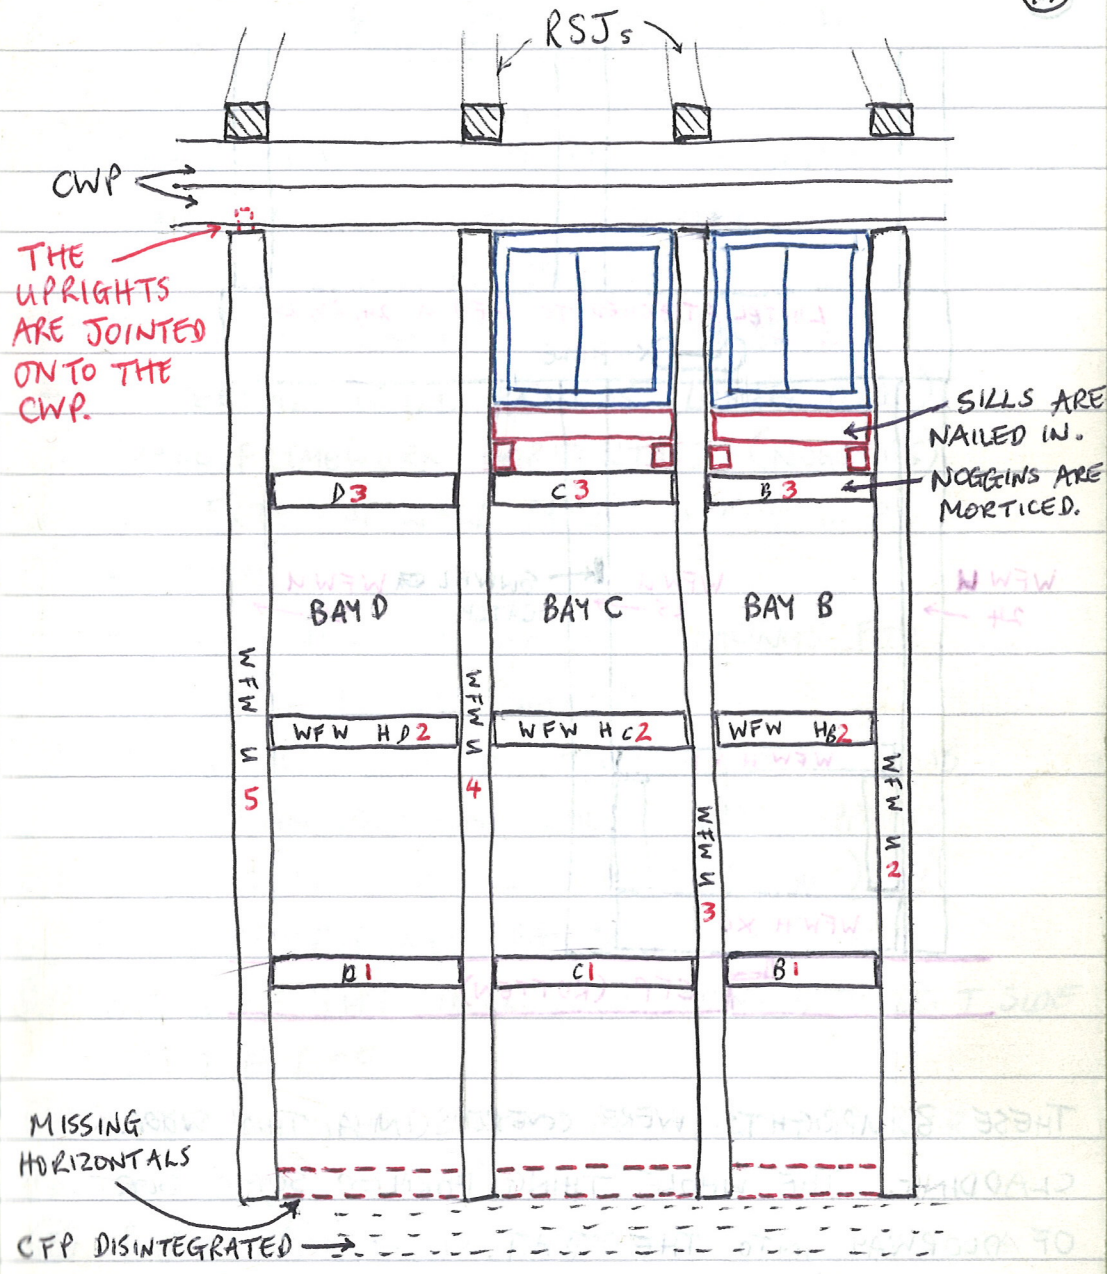 RSJs
CWP
THE
UPRIGHTS
ARE JOINTED
ONTO THE
CWP.
SILLS ARE
NAILED IN.
NOGGINS ARE
MORTICED.
D3
C3
B3
BAY D
BAY C
BAY B
WFW U 5
WFW U 4
WFW U 3
WFW U 2
WFW HD2
WFW HC2
WFW HB2
D1
C1
B1
MISSING
HORIZONTALS
CFP DISINTEGRATED